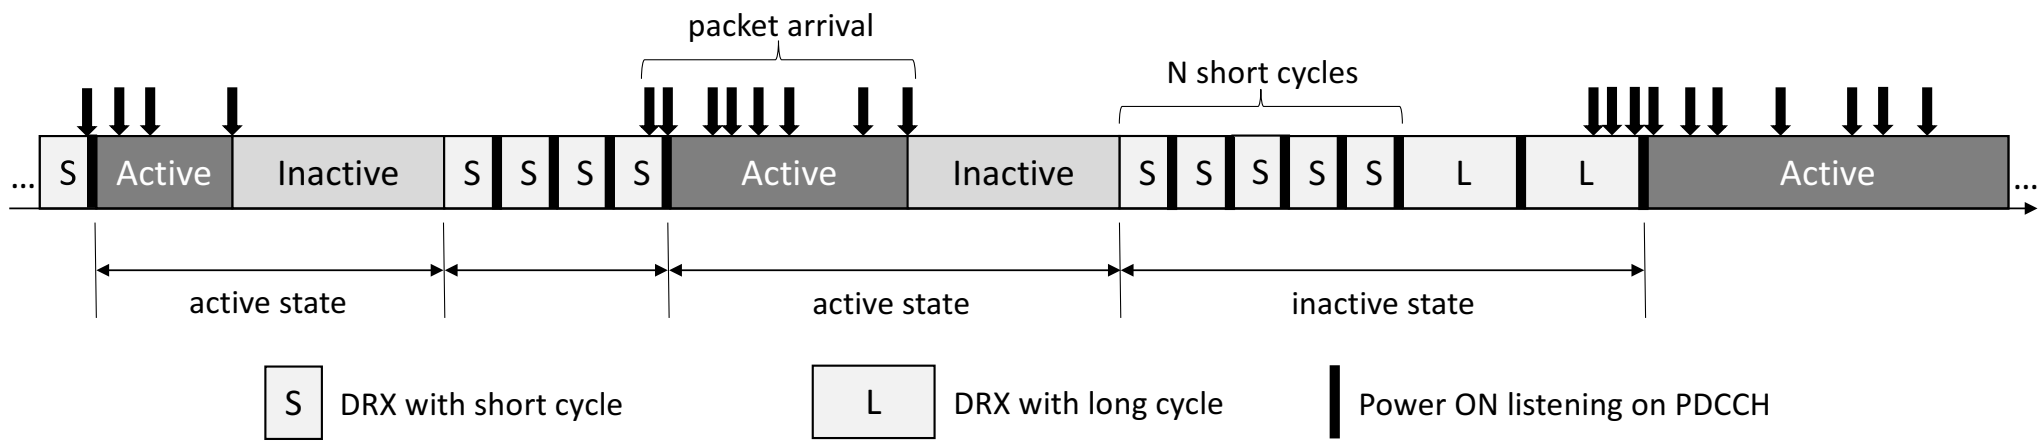 packet arrival
N short cycles
... S Active Inactive S S S S Active Inactive S S S S S L L Active ...
active state active state inactive state
S DRX with short cycle L DRX with long cycle Power ON listening on PDCCH